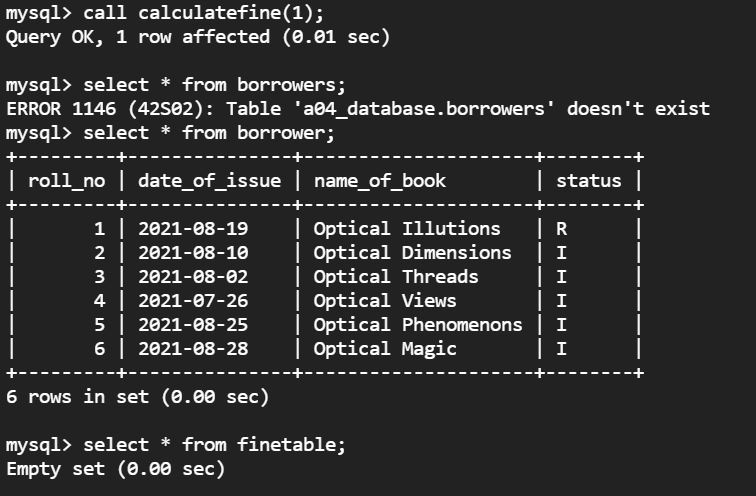 mysql> call calculatefine(1);
Query OK, 1 row affected (0.01 sec)
mysql> select * from borrowers;
ERROR 1146 (42S02): Table 'a04_database.borrowers' doesn't exist
mysql> select * from borrower;
+---------+---------------+---------------------+--------+
| roll_no | date_of_issue | name_of_book        | status |
+---------+---------------+---------------------+--------+
|       1 | 2021-08-19    | Optical Illutions   | R      |
|       2 | 2021-08-10    | Optical Dimensions  | I      |
|       3 | 2021-08-02    | Optical Threads     | I      |
|       4 | 2021-07-26    | Optical Views       | I      |
|       5 | 2021-08-25    | Optical Phenomenons | I      |
|       6 | 2021-08-28    | Optical Magic       | I      |
+---------+---------------+---------------------+--------+
6 rows in set (0.00 sec)
mysql> select * from finetable;
Empty set (0.00 sec)